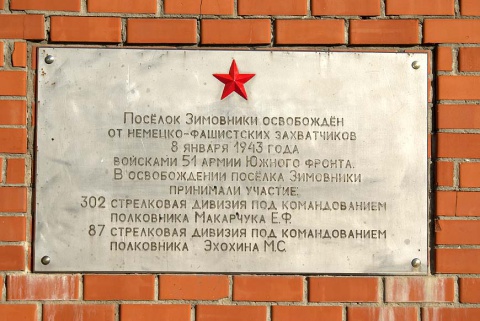 Посёлок Зимовники освобождён
от немецко-фашистских захватчиков
8 января 1943 года
войсками 51 армии Южного фронта.
В освобождении посёлка Зимовники
принимали участие:
302 стрелковая дивизия под командованием
полковника Макарчука Е.Ф.
87 стрелковая дивизия под командованием
полковника Эхохина М.С.